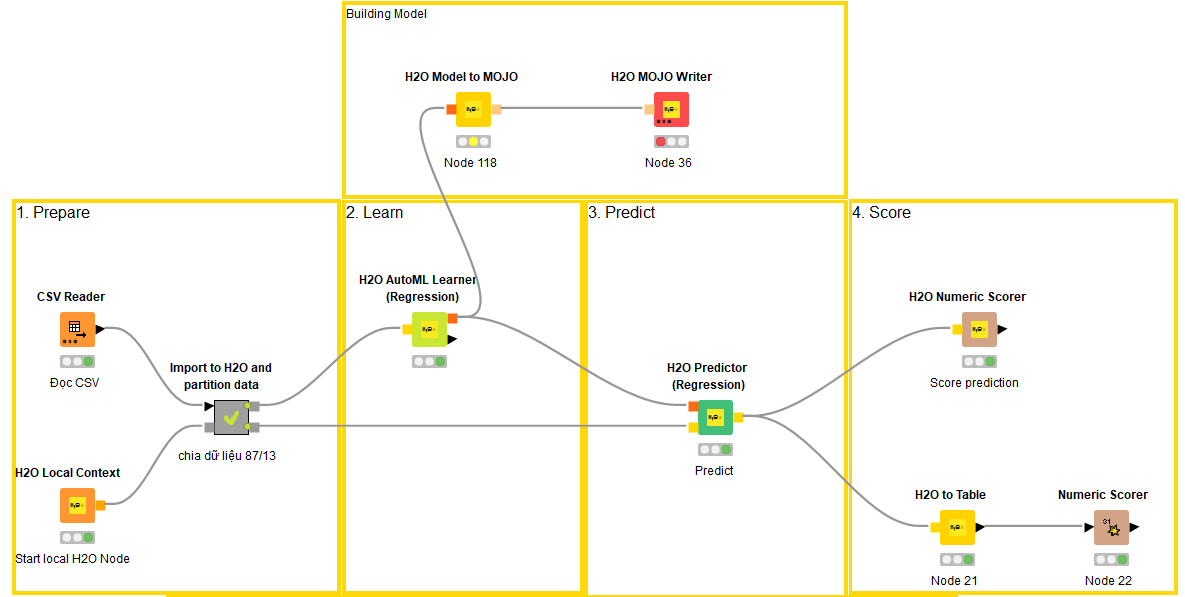 Building Model
H2O Model to MOJO
H2O MOJO Writer
Node 118
Node 36
1. Prepare
2. Learn
3. Predict
4. Score
CSV Reader
Đọc CSV
H2O Local Context
Start local H2O Node
Import to H2O and
partition data
chia dữ liệu 87/13
H2O AutoML Learner
(Regression)
H2O Predictor
(Regression)
Predict
H2O Numeric Scorer
Score prediction
H2O to Table
Node 21
Numeric Scorer
31
Node 22